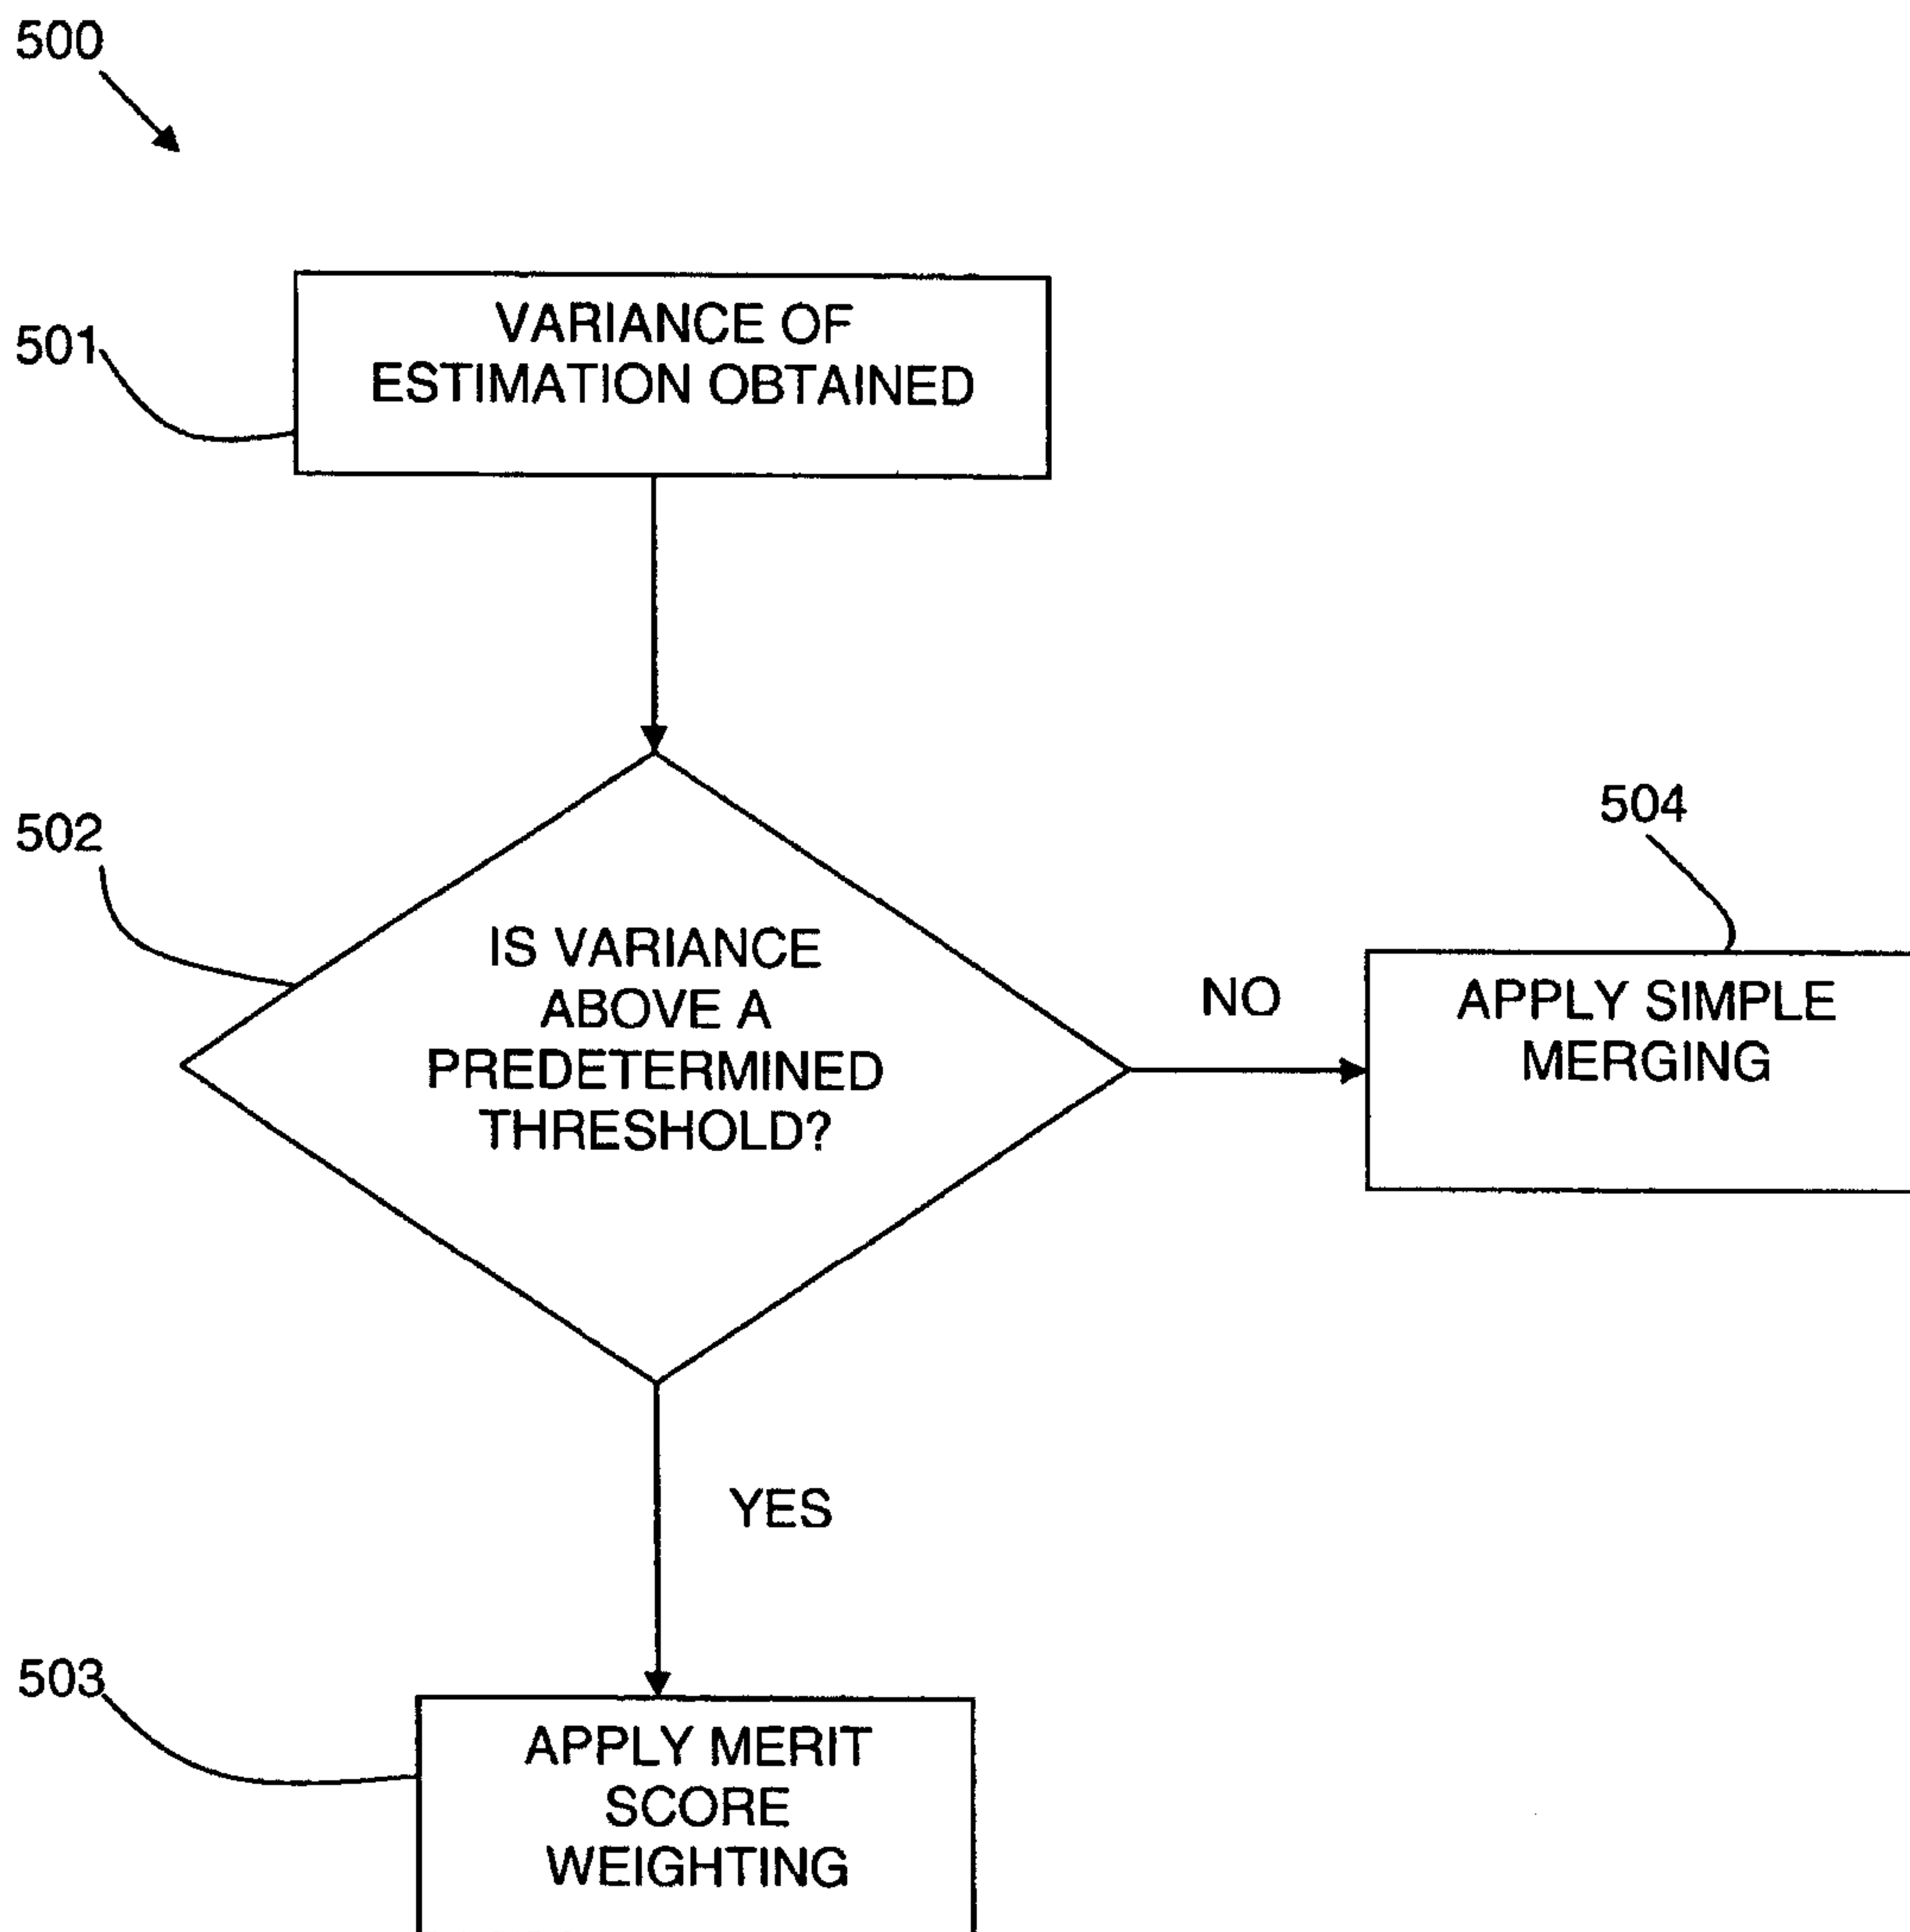 500
501
VARIANCE OF
ESTIMATION OBTAINED
502
IS VARIANCE
ABOVE A
PREDETERMINED
THRESHOLD?
NO
504
APPLY SIMPLE
MERGING
YES
503
APPLY MERIT
SCORE
WEIGHTING